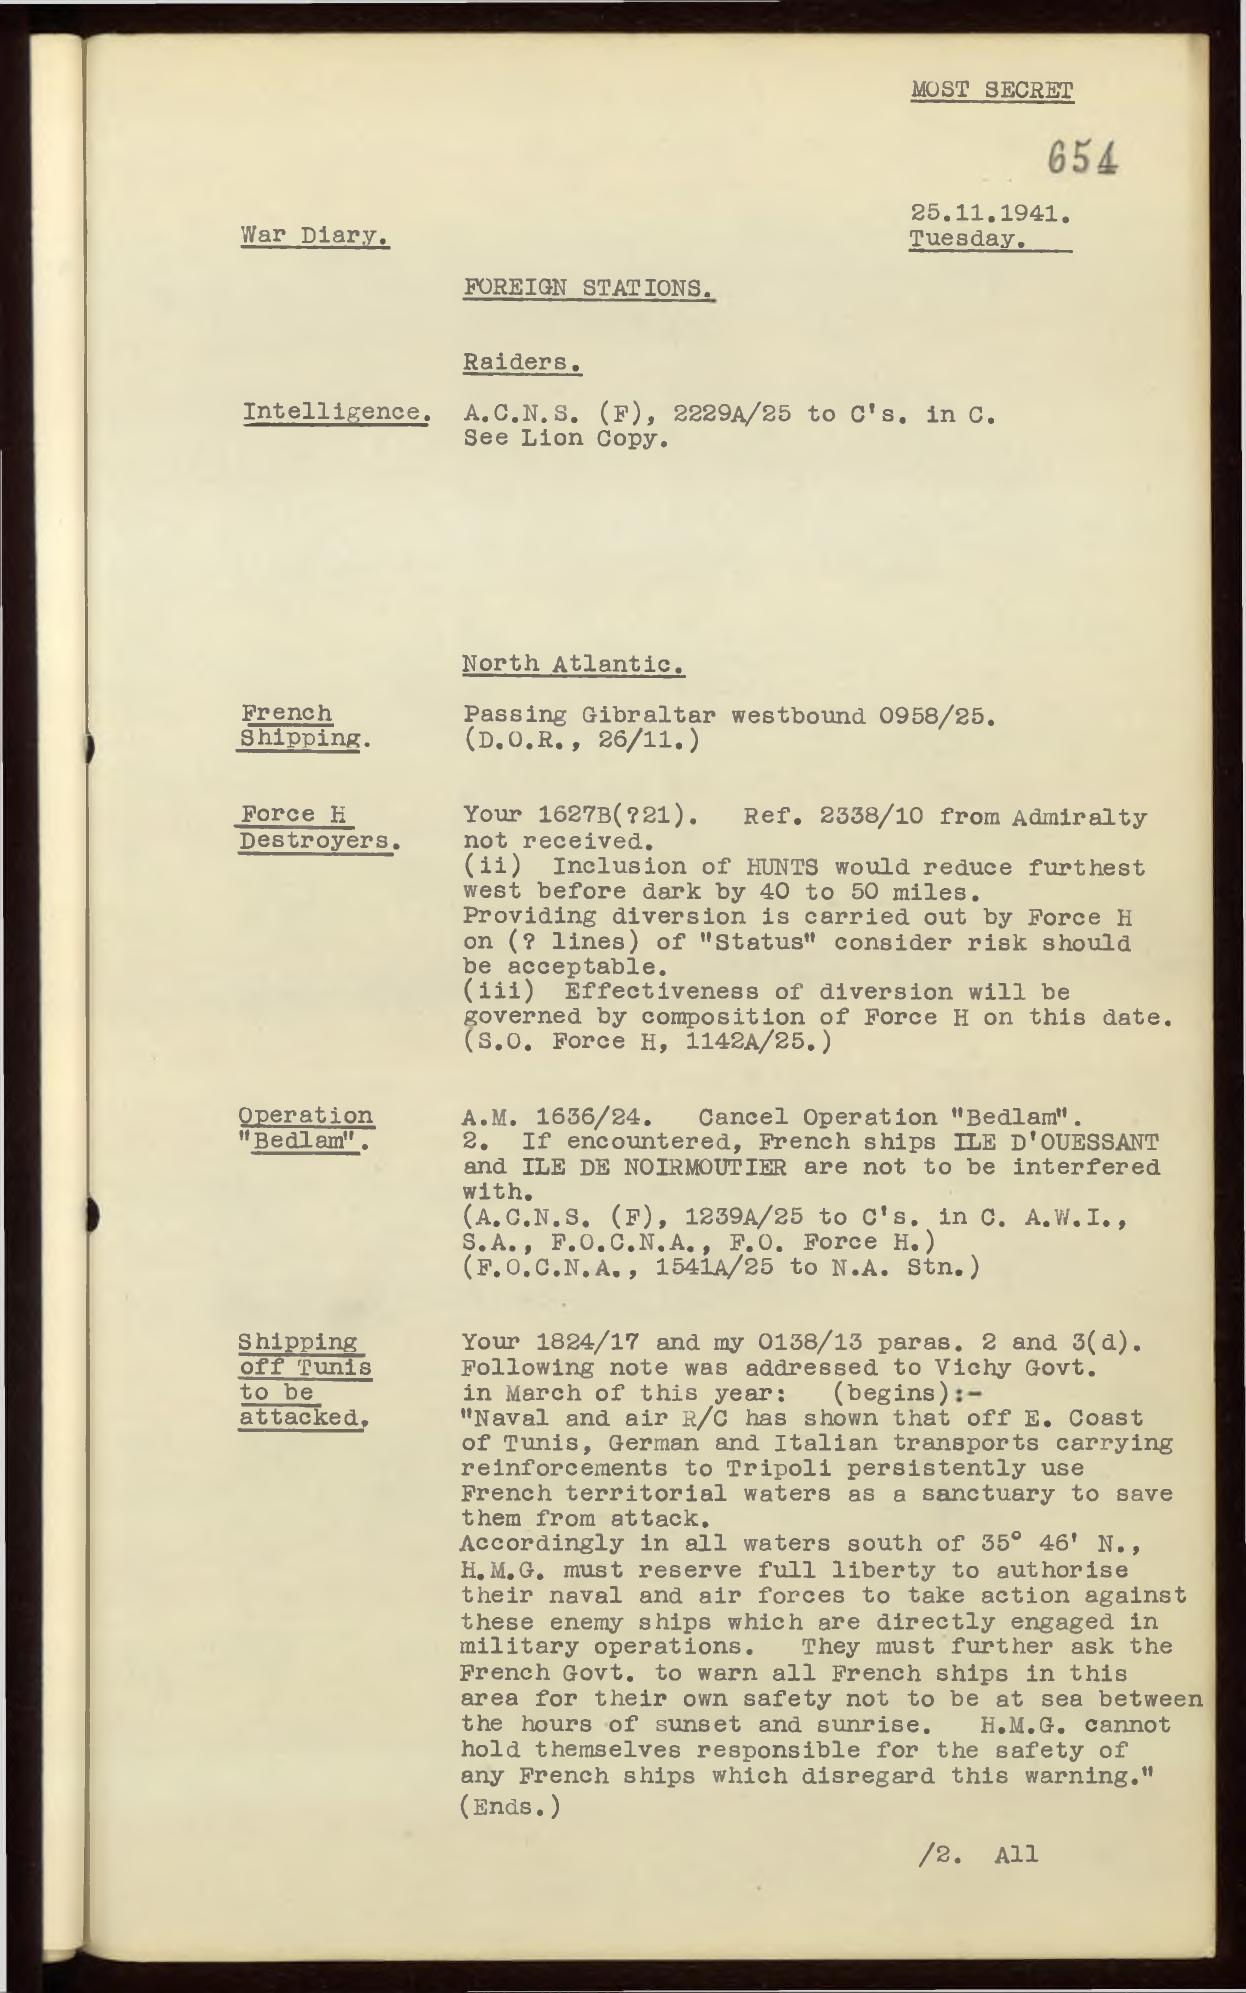 MOST SECRET
654
25.11.1941.
War Diary.
Tuesday.
FOREIGN STATIONS.
Raiders.
Intelligence. A.C.N.S. (F), 2229A/25 to C's. in C.
See Lion Copy.
North Atlantic.
French Passing Gibraltar westbound 0958/25.
Shipping. (D.O.R., 26/11.)
Force H Your 1627B(?21). Ref. 2338/10 from Admiralty
Destroyers. not received.
(ii) Inclusion of HUNTS would reduce furthest
west before dark by 40 to 50 miles.
Providing diversion is carried out by Force H
on (? lines) of "Status" consider risk should
be acceptable.
(iii) Effectiveness of diversion will be
governed by composition of Force H on this date.
(S.O. Force H, 1142A/25.)
Operation A.M. 1636/24. Cancel Operation "Bedlam".
"Bedlam". 2. If encountered, French ships ILE D'OUESSANT
and ILE DE NOIRMOUTIER are not to be interfered
with.
(A.C.N.S. (F), 1239A/25 to C's. in C. A.W.I.,
S.A., F.O.C.N.A., F.O. Force H.)
(F.O.C.N.A., 1541A/25 to N.A. Stn.)
Shipping Your 1824/17 and my 0138/13 paras. 2 and 3(d).
off Tunis Following note was addressed to Vichy Govt.
to be in March of this year: (begins):-
attacked. "Naval and air R/C has shown that off E. Coast
of Tunis, German and Italian transports carrying
reinforcements to Tripoli persistently use
French territorial waters as a sanctuary to save
them from attack.
Accordingly in all waters south of 35° 46' N.,
H.M.G. must reserve full liberty to authorise
their naval and air forces to take action against
these enemy ships which are directly engaged in
military operations. They must further ask the
French Govt. to warn all French ships in this
area for their own safety not to be at sea between
the hours of sunset and sunrise. H.M.G. cannot
hold themselves responsible for the safety of
any French ships which disregard this warning."
(Ends.)
/2. All